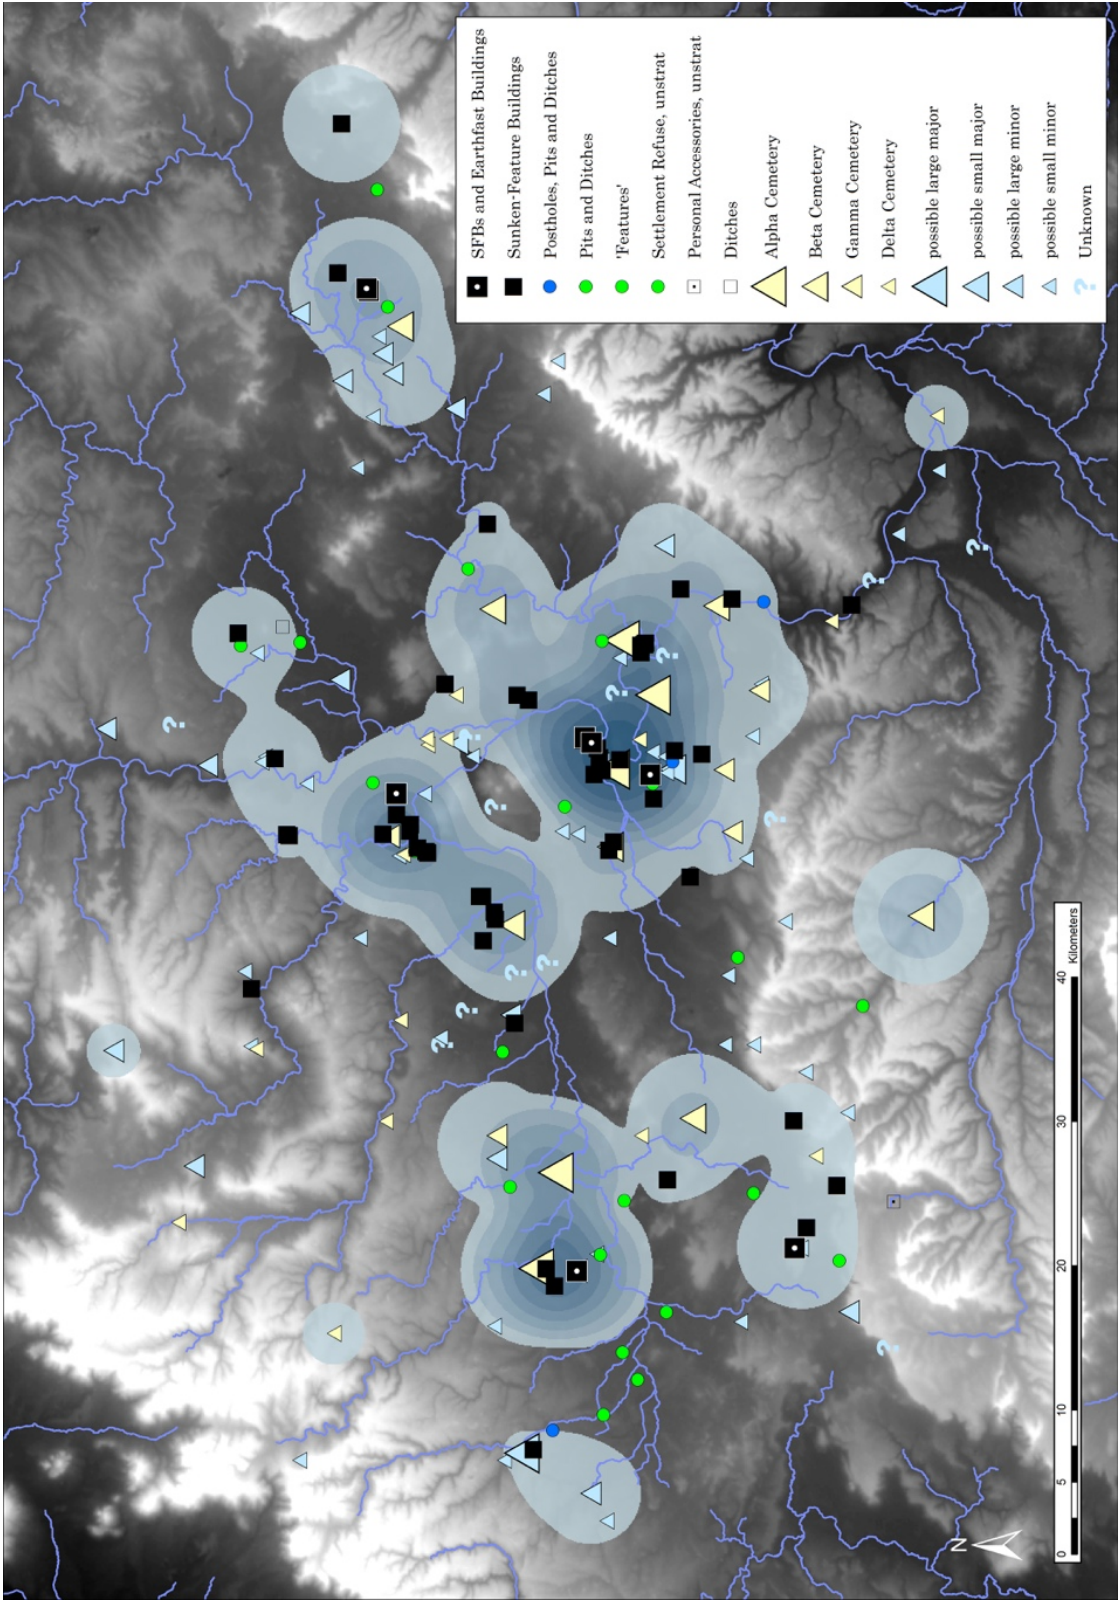 SFBs and Earthfast Buildings
Sunken-Feature Buildings
Postholes, Pits and Ditches
Pits and Ditches
'Features'
Settlement Refuse, unstrat
Personal Accessories, unstrat
Ditches
Alpha Cemetery
Beta Cemetery
Gamma Cemetery
Delta Cemetery
possible large major
possible small major
possible large minor
possible small minor
? Unknown
?
?
?
?
?
?
?
?
?
?
?
?
?
N
0 5 10 20 30 40
Kilometers